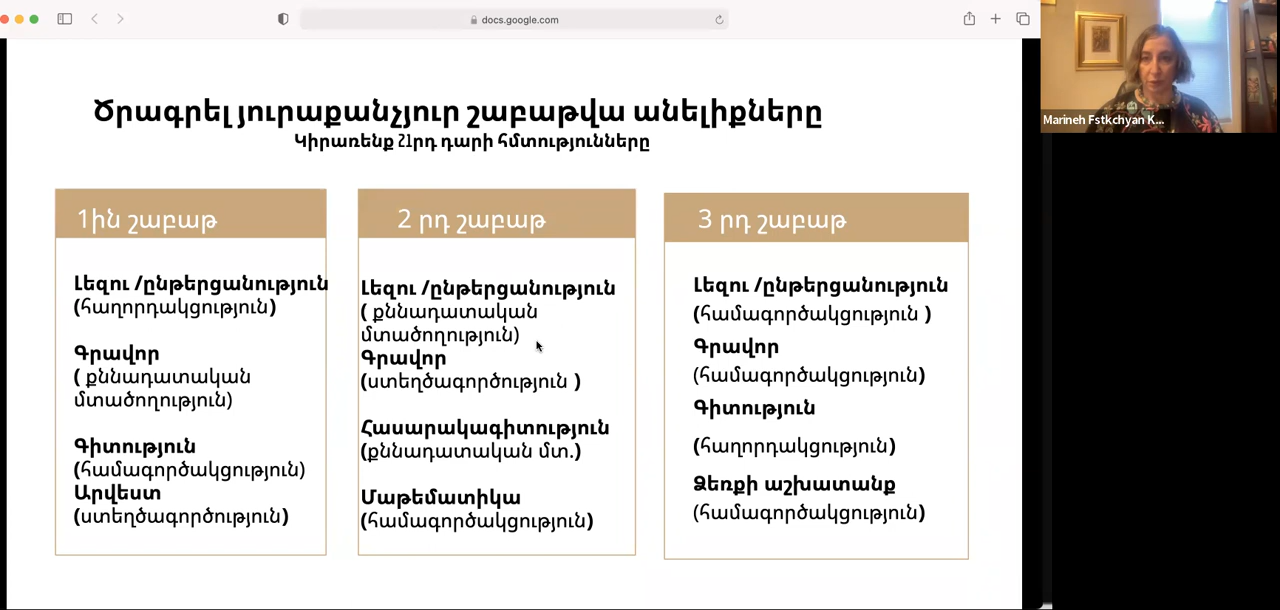 docs.google.com
Ծրագրել յուրաքանչյուր շաբաթվա անելիքները
Կիրառենք 21րդ դարի հմտությունները
1ին շաբաթ
Լեզու /ընթերցանություն
(հաղորդակցություն)
Գրավոր
( քննադատական
մտածողություն)
Գիտություն
(համագործակցություն)
Արվեստ
(ստեղծագործություն)
2 րդ շաբաթ
Լեզու /ընթերցանություն
( քննադատական
մտածողություն)
Գրավոր
(ստեղծագործություն )
Հասարակագիտություն
(քննադատական մտ.)
Մաթեմատիկա
(համագործակցություն)
3 րդ շաբաթ
Լեզու /ընթերցանություն
(համագործակցություն )
Գրավոր
(համագործակցություն)
Գիտություն
(հաղորդակցություն)
Ձեռքի աշխատանք
(համագործակցություն)
Marineh Fstkchyan K...